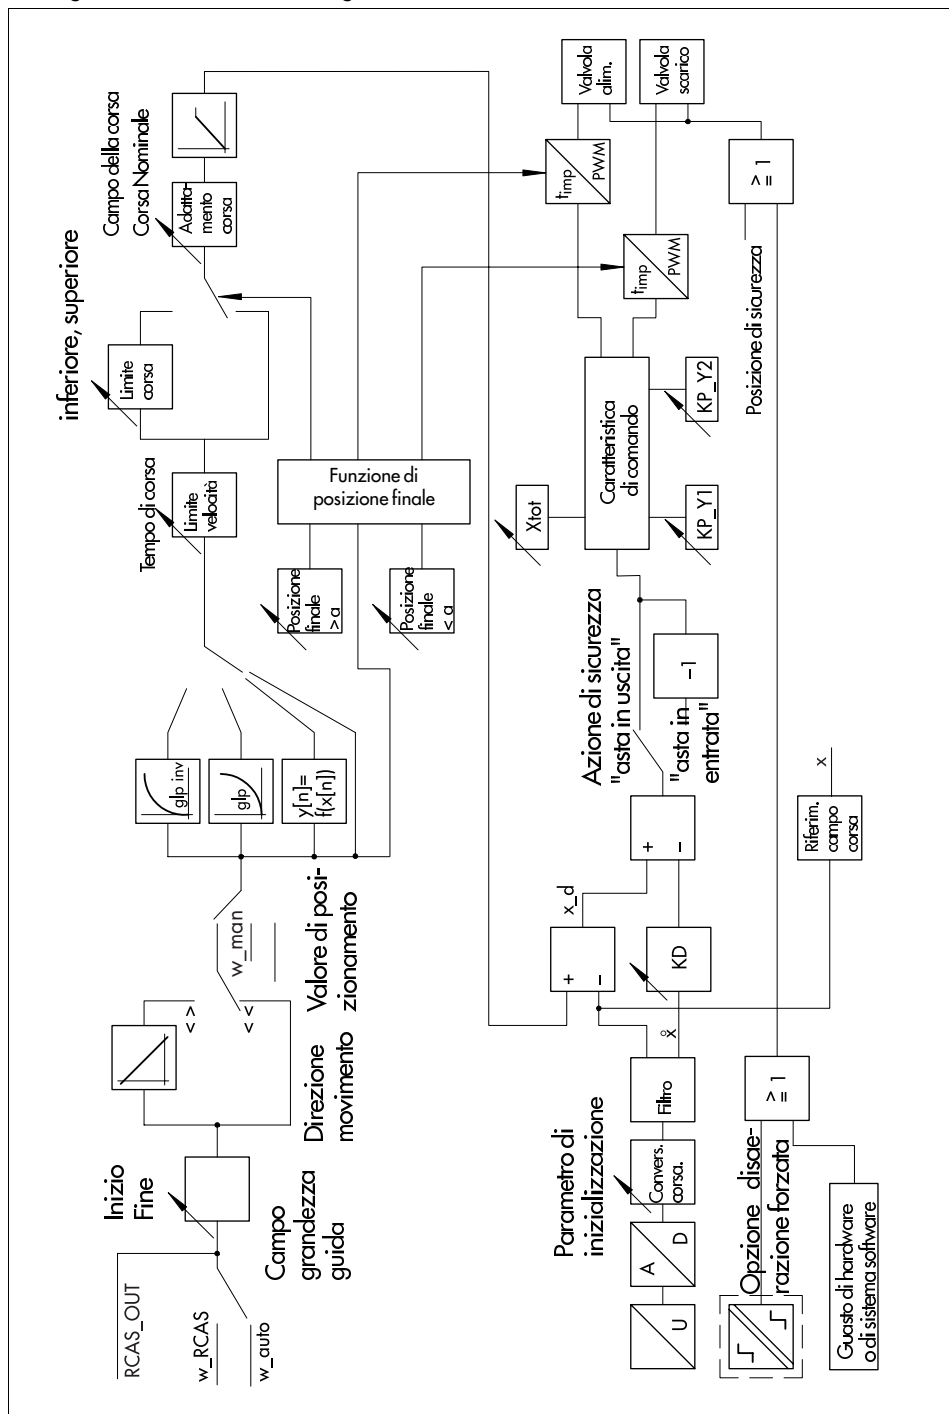 RCAS_OUT
w_RCAS
w_auto
Inizio
Fine
Campo
grandezza
guida
< >
< <
Direzione
movimento
w_man
Valore di posi-
zionamento
glp inv
glp
y[n]=
f(x[n])
Tempo di corsa
Limite
velocità
inferiore, superiore
Limite
corsa
Campo della corsa
Corsa Nominale
Adatta-
mento
corsa
Funzione di
posizione finale
Posizione
finale
> a
Posizione
finale
< a
U
A
D
Parametro di
inizializzazione
Convers.
corsa.
Filtro
x
KD
+
–
x_d
+
–
Azione di sicurezza
"asta in uscita"
"asta in
entrata"
–1
Xtot
Caratteristica
di comando
KP_Y1
KP_Y2
timp
PWM
timp
PWM
Valvola
alim.
Valvola
scarico
> = 1
Posizione di sicurezza
Riferim.
campo
corsa
x
Opzione disae-
razione forzata
> = 1
Guasto di hardware
o di sistema software